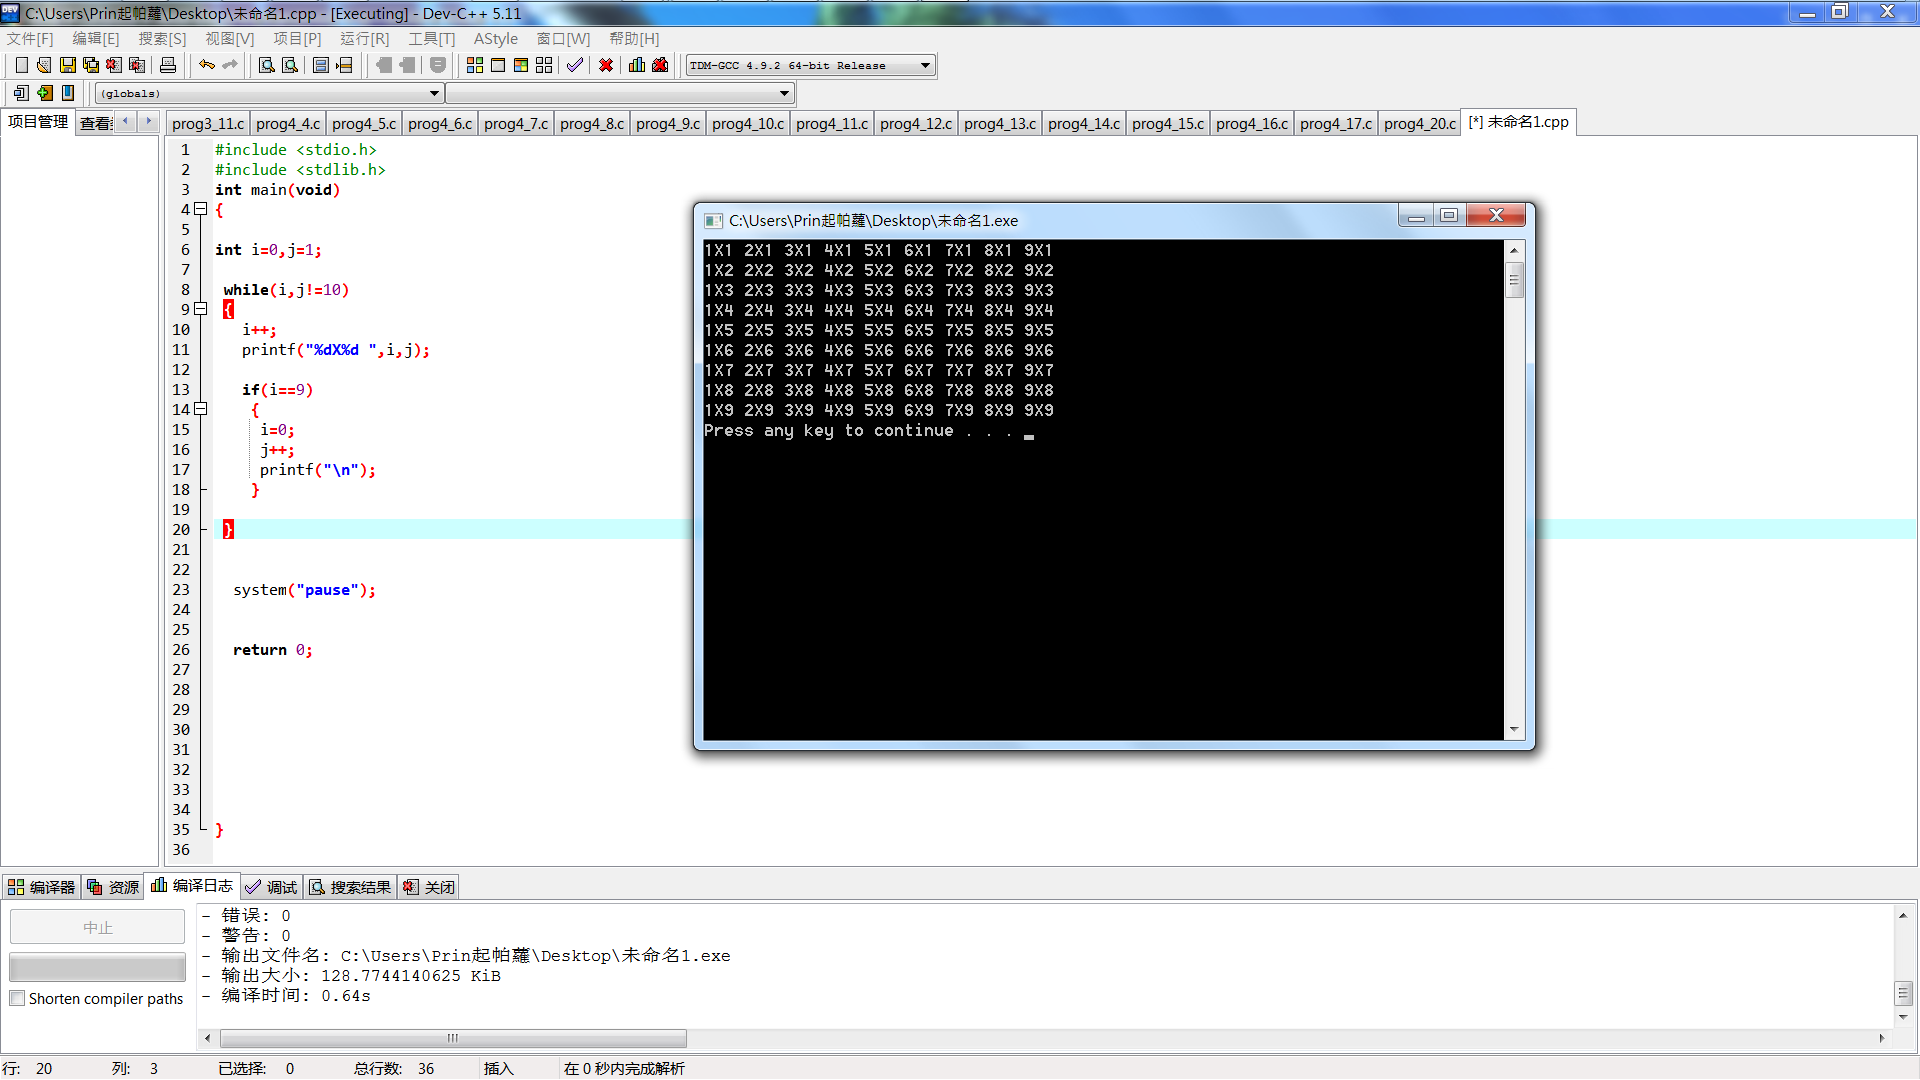 C:\Users\Prin起帕蘿\Desktop\未命名1.cpp - [Executing] - Dev-C++ 5.11
文件[F] 编辑[E] 搜索[S] 视图[V] 项目[P] 运行[R] 工具[T] AStyle 窗口[W] 帮助[H]
TDM-GCC 4.9.2 64-bit Release
(globals)
项目管理 查看
prog3_11.c prog4_4.c prog4_5.c prog4_6.c prog4_7.c prog4_8.c prog4_9.c prog4_10.c prog4_11.c prog4_12.c prog4_13.c prog4_14.c prog4_15.c prog4_16.c prog4_17.c prog4_20.c [*] 未命名1.cpp
1 #include <stdio.h>
2 #include <stdlib.h>
3 int main(void)
4 {
5
6 int i=0,j=1;
7
8 while(i,j!=10)
9 {
10 i++;
11 printf("%dX%d ",i,j);
12
13 if(i==9)
14 {
15 i=0;
16 j++;
17 printf("\n");
18 }
19
20 }
21
22
23 system("pause");
24
25
26 return 0;
27
28
29
30
31
32
33
34
35 }
36
C:\Users\Prin起帕蘿\Desktop\未命名1.exe
1X1 2X1 3X1 4X1 5X1 6X1 7X1 8X1 9X1
1X2 2X2 3X2 4X2 5X2 6X2 7X2 8X2 9X2
1X3 2X3 3X3 4X3 5X3 6X3 7X3 8X3 9X3
1X4 2X4 3X4 4X4 5X4 6X4 7X4 8X4 9X4
1X5 2X5 3X5 4X5 5X5 6X5 7X5 8X5 9X5
1X6 2X6 3X6 4X6 5X6 6X6 7X6 8X6 9X6
1X7 2X7 3X7 4X7 5X7 6X7 7X7 8X7 9X7
1X8 2X8 3X8 4X8 5X8 6X8 7X8 8X8 9X8
1X9 2X9 3X9 4X9 5X9 6X9 7X9 8X9 9X9
Press any key to continue . . .
编译器 资源 编译日志 调试 搜索结果 关闭
中止
Shorten compiler paths
- 错误: 0
- 警告: 0
- 输出文件名: C:\Users\Prin起帕蘿\Desktop\未命名1.exe
- 输出大小: 128.7744140625 KiB
- 编译时间: 0.64s
行: 20 列: 3 已选择: 0 总行数: 36 插入 在 0 秒内完成解析